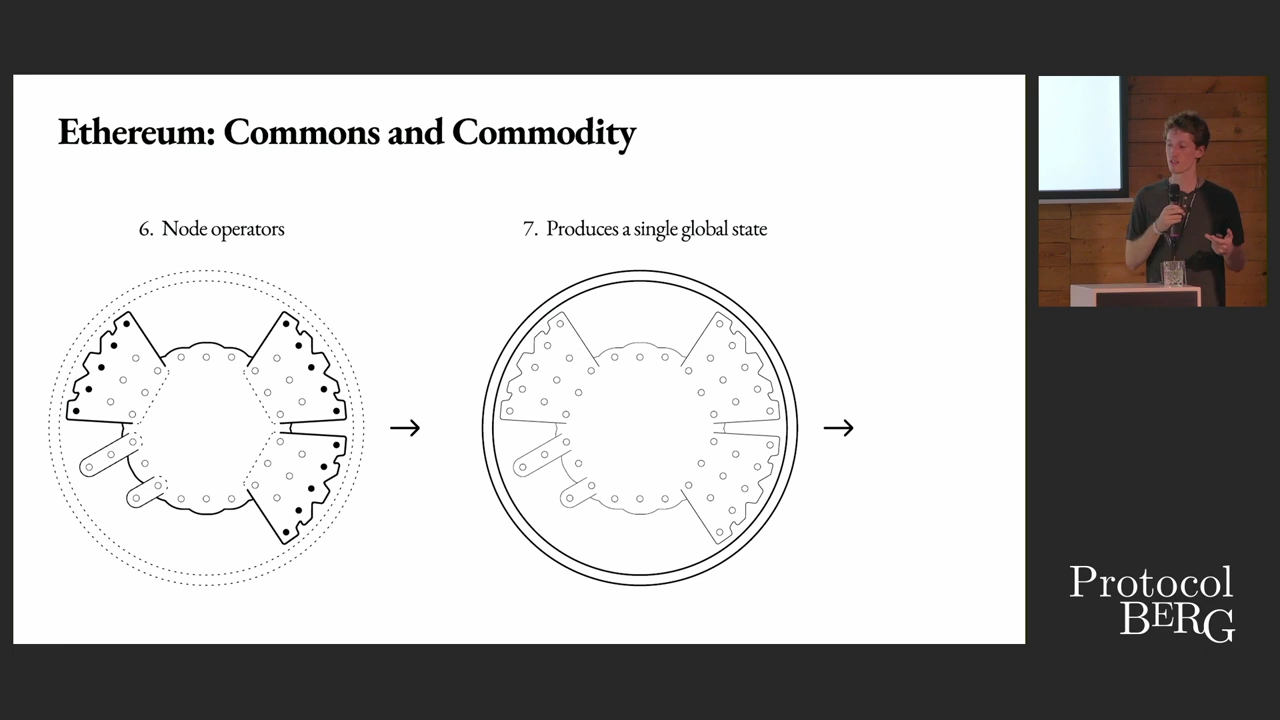 Ethereum: Commons and Commodity
6. Node operators
7. Produces a single global state
Protocol
BERG